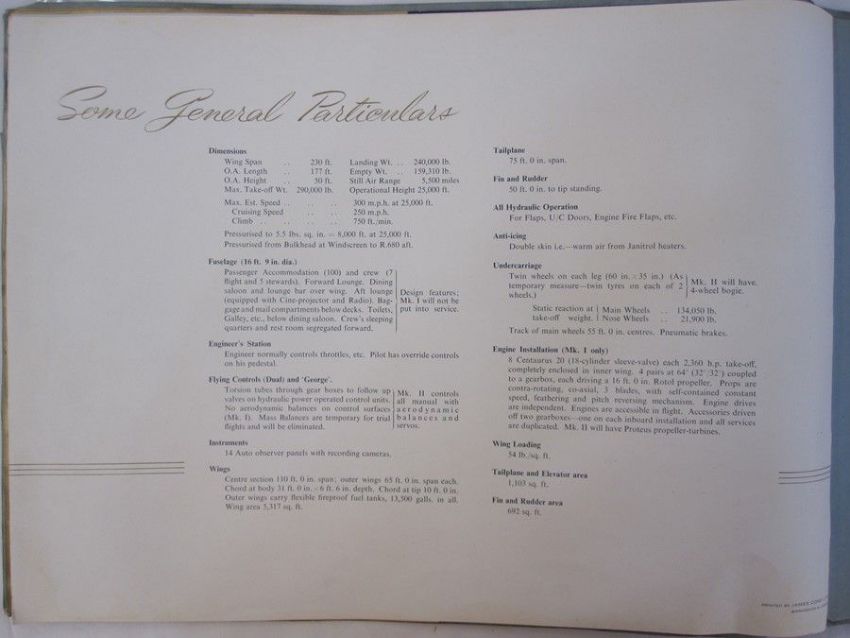 Some General Particulars
Dimensions
Wing Span .. 230 ft. Landing Wt. .. 240,000 lb.
O.A. Length .. 177 ft. Empty Wt. .. 159,310 lb.
O.A. Height .. 50 ft. Still Air Range 5,500 miles
Max. Take-off Wt. 290,000 lb. Operational Height 25,000 ft.
Max. Est. Speed .. .. .. 300 m.p.h. at 25,000 ft.
Cruising Speed .. .. 250 m.p.h.
Climb .. .. .. .. 750 ft./min.
Pressurised to 5.5 lbs. sq. in. = 8,000 ft. at 25,000 ft.
Pressurised from Bulkhead at Windscreen to R.680 aft.
Fuselage (16 ft. 9 in. dia.)
Passenger Accommodation (100) and crew (7
flight and 5 stewards). Forward Lounge. Dining
saloon and lounge bar over wing. Aft lounge
(equipped with Cine-projector and Radio). Bag-
gage and mail compartments below decks. Toilets,
Galley, etc., below dining saloon. Crew's sleeping
quarters and rest room segregated forward.
Design features;
Mk. I will not be
put into service.
Engineer's Station
Engineer normally controls throttles, etc. Pilot has override controls
on his pedestal.
Flying Controls (Dual) and 'George'.
Torsion tubes through gear boxes to follow up
valves on hydraulic power operated control units.
No aerodynamic balances on control surfaces
(Mk. I). Mass Balances are temporary for trial
flights and will be eliminated.
Mk. II controls
all manual with
aerodynamic
balances and
servos.
Instruments
14 Auto observer panels with recording cameras.
Wings
Centre section 110 ft. 0 in. span; outer wings 65 ft. 0 in. span each.
Chord at body 31 ft. 0 in. - 6 ft. 6 in. depth. Chord at tip 10 ft. 0 in.
Outer wings carry flexible fireproof fuel tanks, 13,500 galls. in all.
Wing area 5,317 sq. ft.
Tailplane
75 ft. 0 in. span.
Fin and Rudder
50 ft. 0 in. to tip standing.
All Hydraulic Operation
For Flaps, U/C Doors, Engine Fire Flaps, etc.
Anti-icing
Double skin i.e.—warm air from Janitrol heaters.
Undercarriage
Twin wheels on each leg (60 in. × 35 in.) (As
temporary measure—twin tyres on each of 2
wheels.)
Mk. II will have
4-wheel bogie.
Static reaction at Main Wheels .. 134,050 lb.
take-off weight. Nose Wheels .. 21,900 lb.
Track of main wheels 55 ft. 0 in. centres. Pneumatic brakes.
Engine Installation (Mk. I only)
8 Centaurus 20 (18-cylinder sleeve-valve) each 2,360 h.p. take-off,
completely enclosed in inner wing. 4 pairs at 64° (32°/32°) coupled
to a gearbox, each driving a 16 ft. 0 in. Rotol propeller. Props are
contra-rotating, co-axial, 3 blades, with self-contained constant
speed, feathering and pitch reversing mechanism. Engine drives
are independent. Engines are accessible in flight. Accessories driven
off two gearboxes—one on each inboard installation and all services
are duplicated. Mk. II will have Proteus propeller-turbines.
Wing Loading
54 lb./sq. ft.
Tailplane and Elevator area
1,103 sq. ft.
Fin and Rudder area
692 sq. ft.
PRINTED BY JAMES